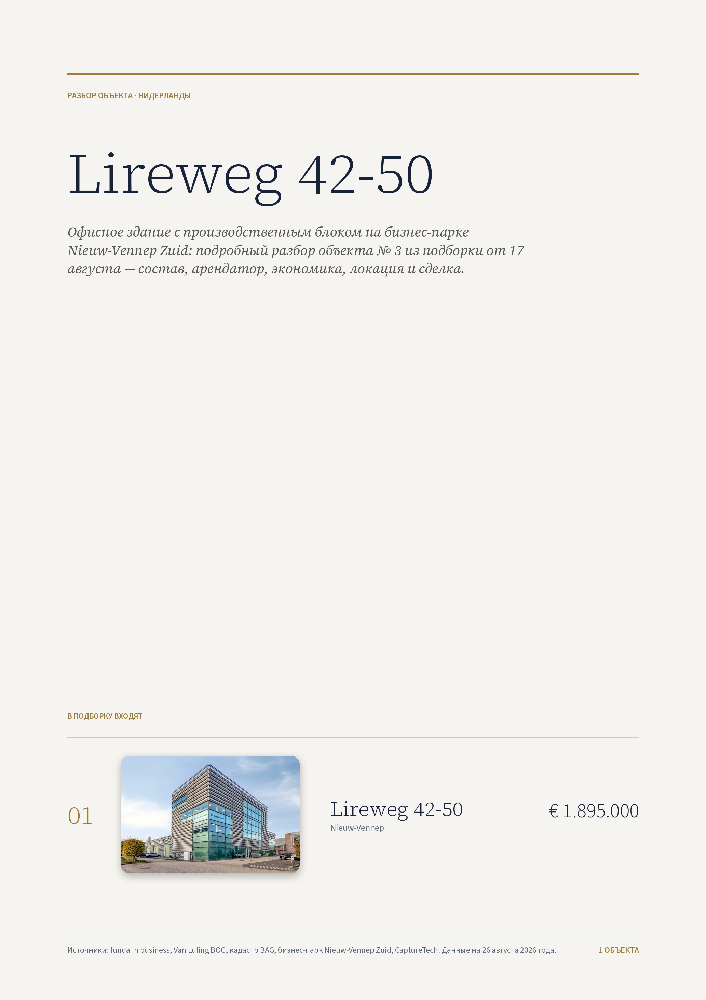 РАЗБОР ОБЪЕКТА · НИДЕРЛАНДЫ
Lireweg 42-50
Офисное здание с производственным блоком на бизнес-парке
Nieuw-Vennep Zuid: подробный разбор объекта № 3 из подборки от 17
августа — состав, арендатор, экономика, локация и сделка.
В ПОДБОРКУ ВХОДЯТ
01
Lireweg 42-50
Nieuw-Vennep
€ 1.895.000
Источники: funda in business, Van Luling BOG, кадастр BAG, бизнес-парк Nieuw-Vennep Zuid, CaptureTech. Данные на 26 августа 2026 года.
1 ОБЪЕКТА